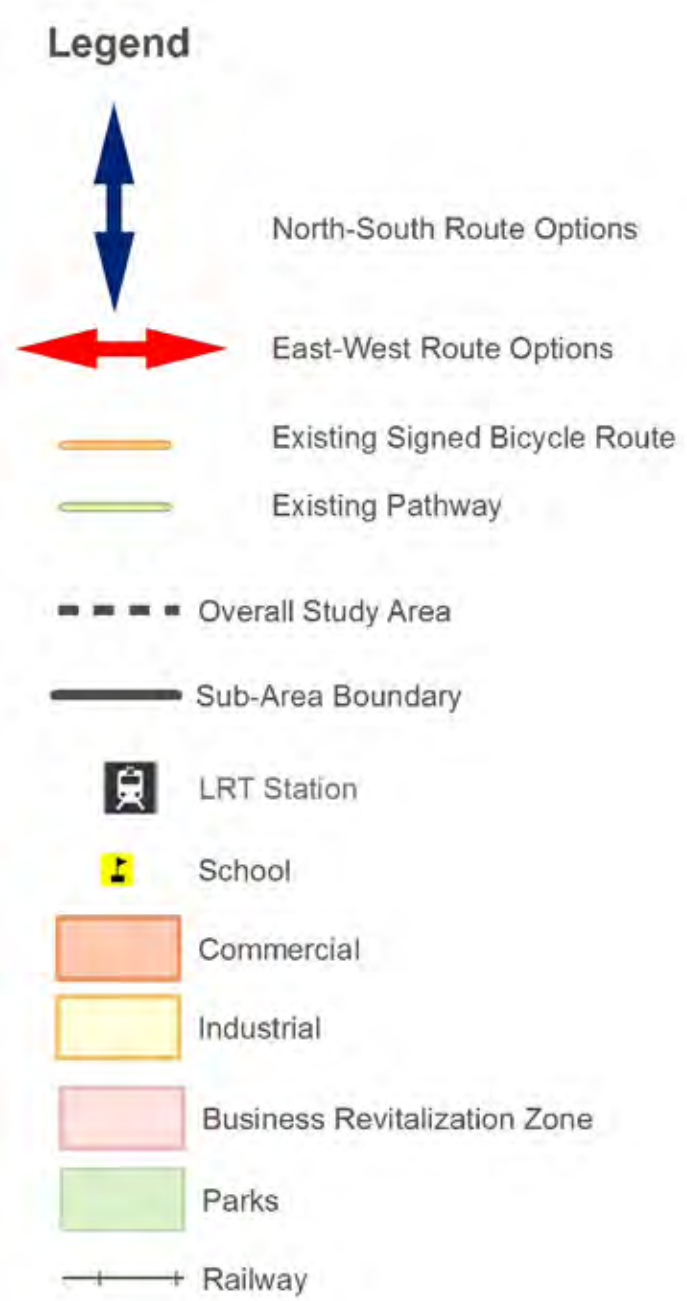 Legend
North-South Route Options
East-West Route Options
Existing Signed Bicycle Route
Existing Pathway
Overall Study Area
Sub-Area Boundary
LRT Station
School
Commercial
Industrial
Business Revitalization Zone
Parks
Railway